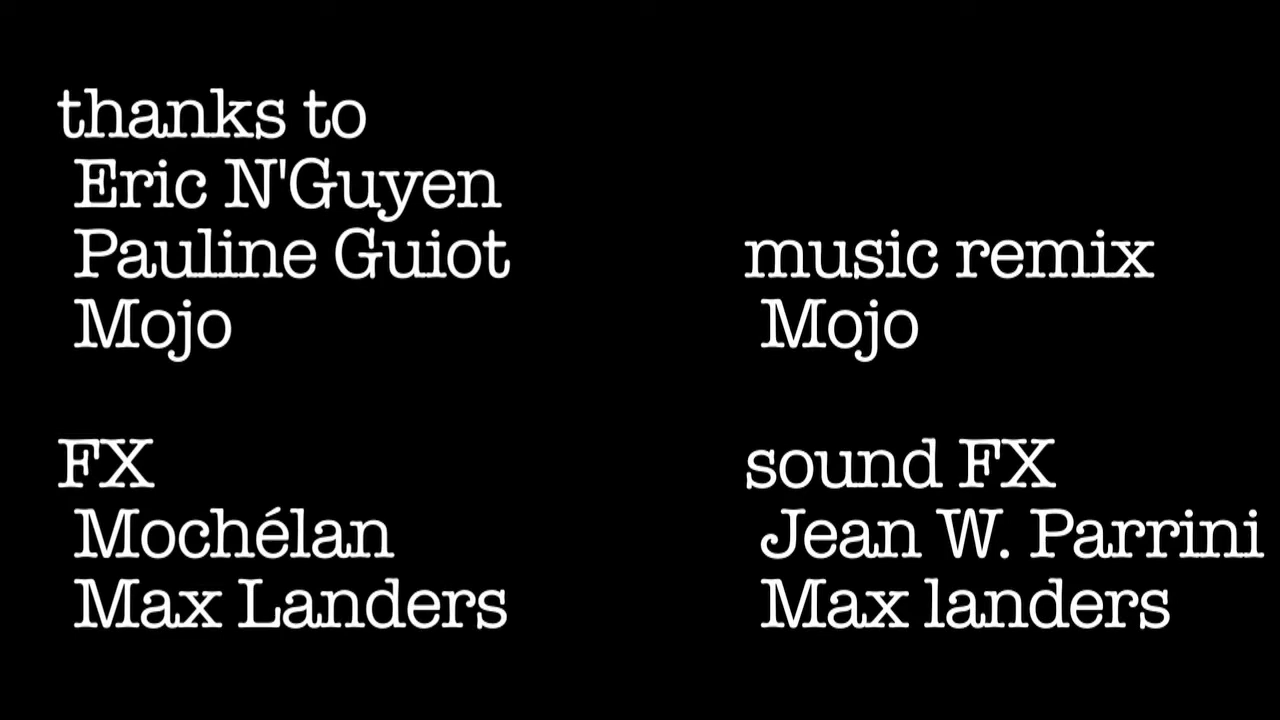 thanks to
Eric N'Guyen
Pauline Guiot
Mojo
FX
Mochélan
Max Landers
music remix
Mojo
sound FX
Jean W. Parrini
Max landers